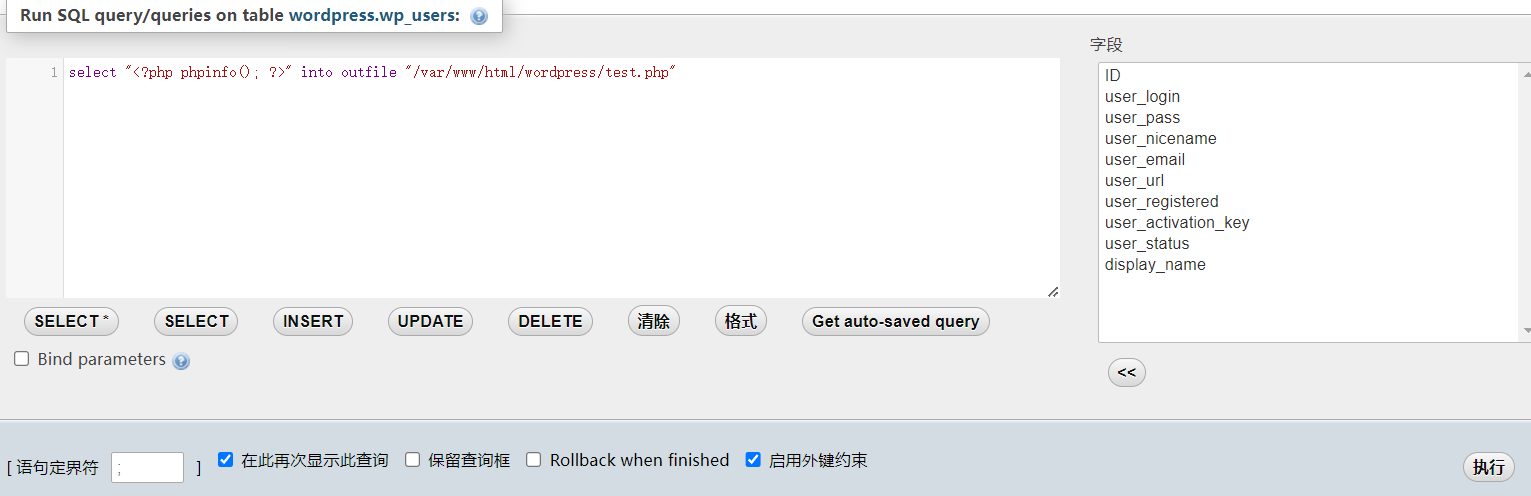 Run SQL query/queries on table wordpress.wp_users:
字段
1 select "<?php phpinfo(); ?>" into outfile "/var/www/html/wordpress/test.php"
ID
user_login
user_pass
user_nicename
user_email
user_url
user_registered
user_activation_key
user_status
display_name
SELECT * SELECT INSERT UPDATE DELETE 清除 格式 Get auto-saved query
Bind parameters
<<
[ 语句定界符 ; ] 在此再次显示此查询 保留查询框 Rollback when finished 启用外键约束 执行